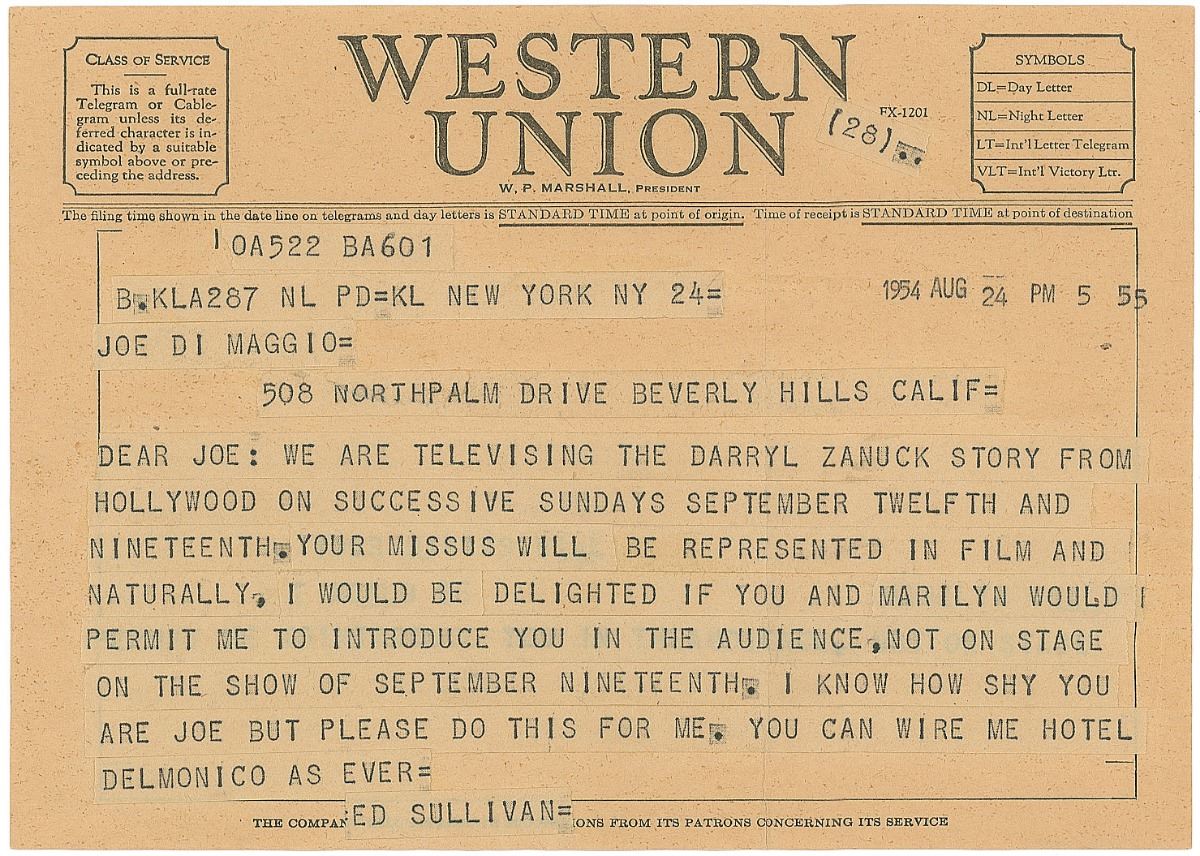 CLASS OF SERVICE
This is a full-rate
Telegram or Cable-
gram unless its de-
ferred character is in-
dicated by a suitable
symbol above or pre-
ceding the address.
WESTERN
UNION
W. P. MARSHALL, PRESIDENT
FX-1201
(28)..
SYMBOLS
DL=Day Letter
NL=Night Letter
LT=Int'l Letter Telegram
VLT=Int'l Victory Ltr.
The filing time shown in the date line on telegrams and day letters is STANDARD TIME at point of origin. Time of receipt is STANDARD TIME at point of destination
OA522 BA601
B.KLA287 NL PD=KL NEW YORK NY 24=
1954 AUG 24 PM 5 55
JOE DI MAGGIO=
508 NORTHPALM DRIVE BEVERLY HILLS CALIF=
DEAR JOE: WE ARE TELEVISING THE DARRYL ZANUCK STORY FROM
HOLLYWOOD ON SUCCESSIVE SUNDAYS SEPTEMBER TWELFTH AND
NINETEENTH.YOUR MISSUS WILL BE REPRESENTED IN FILM AND
NATURALLY, I WOULD BE DELIGHTED IF YOU AND MARILYN WOULD
PERMIT ME TO INTRODUCE YOU IN THE AUDIENCE,NOT ON STAGE
ON THE SHOW OF SEPTEMBER NINETEENTH. I KNOW HOW SHY YOU
ARE JOE BUT PLEASE DO THIS FOR ME. YOU CAN WIRE ME HOTEL
DELMONICO AS EVER=
ED SULLIVAN=
THE COMPAN IONS FROM ITS PATRONS CONCERNING ITS SERVICE